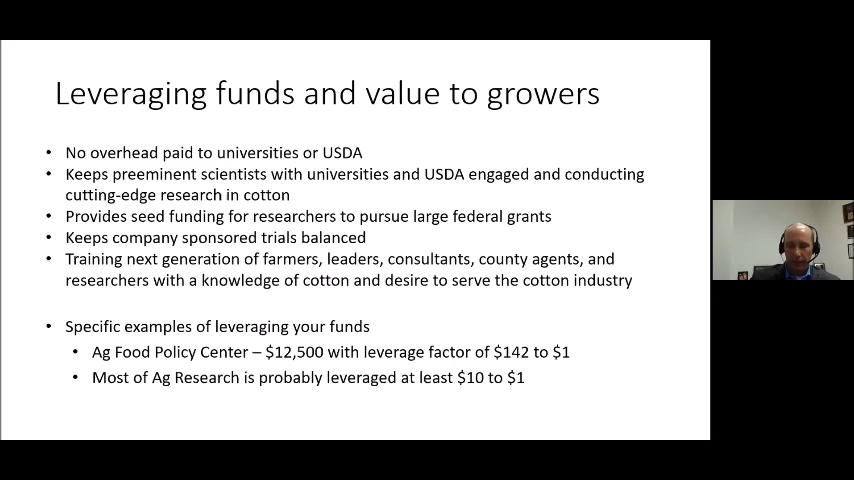 Leveraging funds and value to growers
• No overhead paid to universities or USDA
• Keeps preeminent scientists with universities and USDA engaged and conducting
cutting-edge research in cotton
• Provides seed funding for researchers to pursue large federal grants
• Keeps company sponsored trials balanced
• Training next generation of farmers, leaders, consultants, county agents, and
researchers with a knowledge of cotton and desire to serve the cotton industry
• Specific examples of leveraging your funds
• Ag Food Policy Center – $12,500 with leverage factor of $142 to $1
• Most of Ag Research is probably leveraged at least $10 to $1